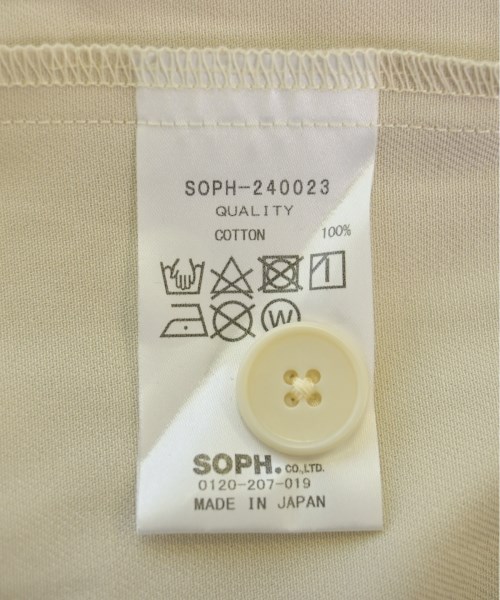 SOPH-240023
QUALITY
COTTON 100%
W
SOPH. CO.,LTD.
0120-207-019
MADE IN JAPAN